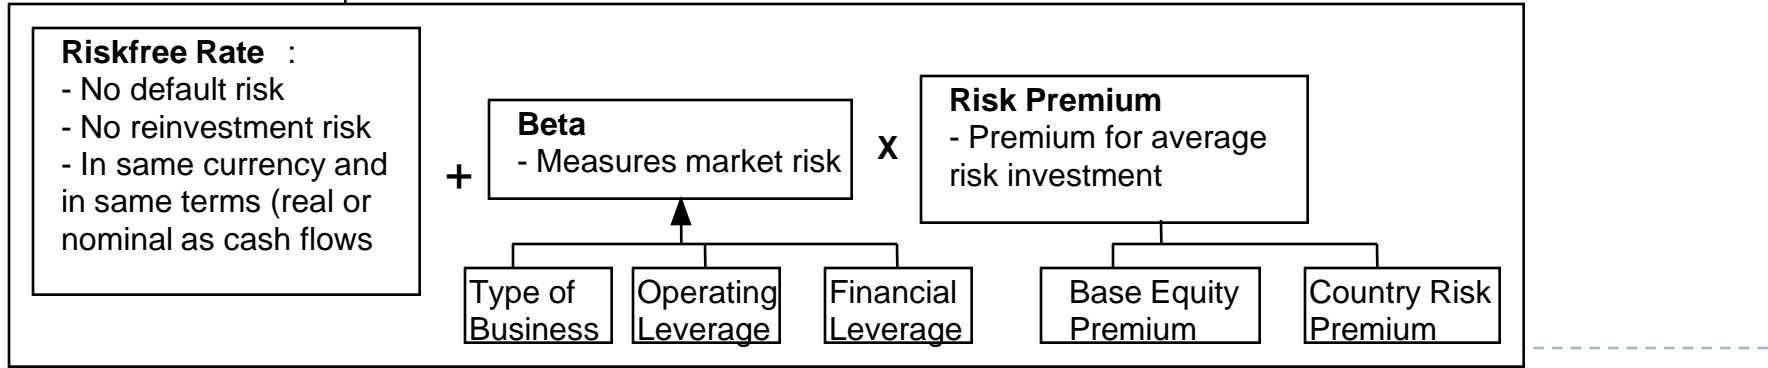 Riskfree Rate :
- No default risk
- No reinvestment risk
- In same currency and
in same terms (real or
nominal as cash flows
+
Beta
- Measures market risk
X
Risk Premium
- Premium for average
risk investment
Type of
Business
Operating
Leverage
Financial
Leverage
Base Equity
Premium
Country Risk
Premium